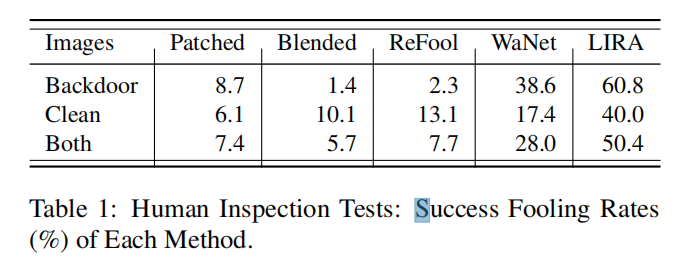 Images Patched Blended ReFool WaNet LIRA
Backdoor 8.7 1.4 2.3 38.6 60.8
Clean 6.1 10.1 13.1 17.4 40.0
Both 7.4 5.7 7.7 28.0 50.4
Table 1: Human Inspection Tests: Success Fooling Rates
(%) of Each Method.